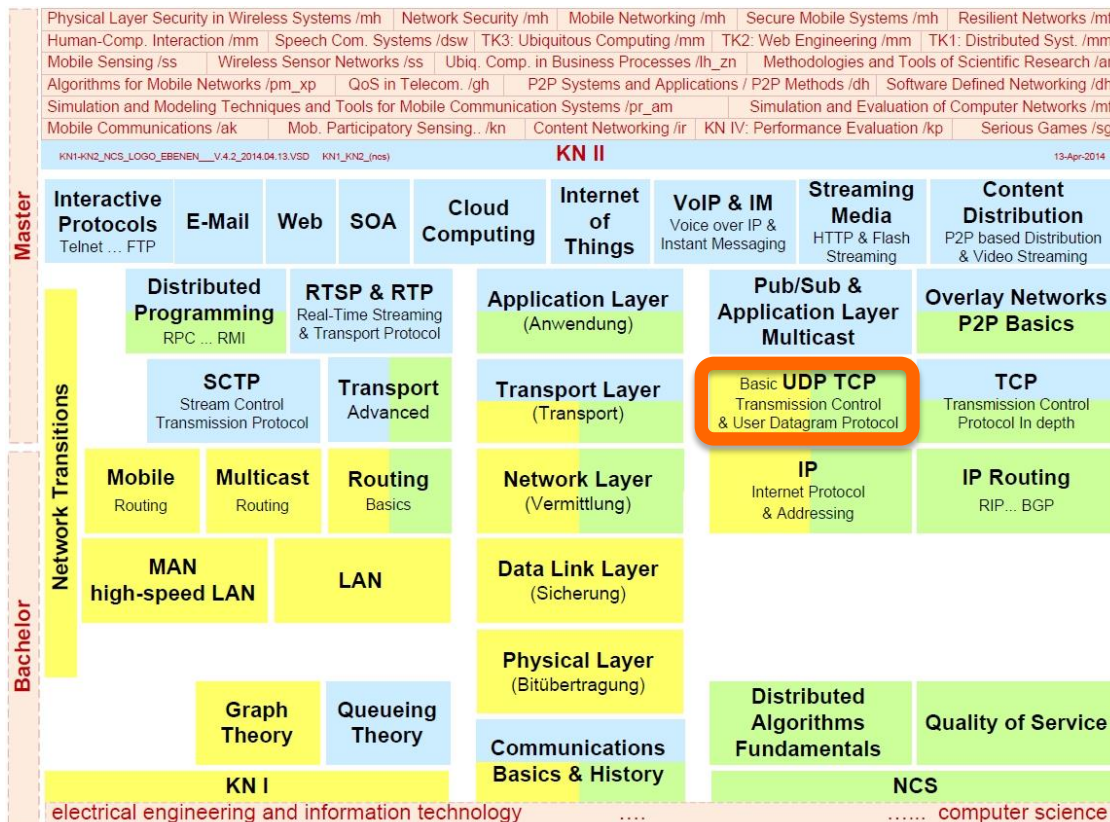 Physical Layer Security in Wireless Systems /mh Network Security /mh Mobile Networking /mh Secure Mobile Systems /mh Resilient Networks /mf
Human-Comp. Interaction /mm Speech Com. Systems /dsw TK3: Ubiquitous Computing /mm TK2: Web Engineering /mm TK1: Distributed Syst. /mm
Mobile Sensing /ss Wireless Sensor Networks /ss Ubiq. Comp. in Business Processes /lh_zn Methodologies and Tools of Scientific Research /ar
Algorithms for Mobile Networks /pm_xp QoS in Telecom. /gh P2P Systems and Applications / P2P Methods /dh Software Defined Networking /dh
Simulation and Modeling Techniques and Tools for Mobile Communication Systems /pr_am Simulation and Evaluation of Computer Networks /mf
Mobile Communications /ak Mob. Participatory Sensing.. /kn Content Networking /ir KN IV: Performance Evaluation /kp Serious Games /sg
KN1-KN2_NCS_LOGO_EBENEN___V.4.2_2014.04.13.VSD KN1_KN2_(ncs) KN II 13-Apr-2014
Master
Interactive
Protocols
Telnet ... FTP
E-Mail
Web
SOA
Cloud
Computing
Internet
of
Things
VoIP & IM
Voice over IP &
Instant Messaging
Streaming
Media
HTTP & Flash
Streaming
Content
Distribution
P2P based Distribution
& Video Streaming
Network Transitions
Distributed
Programming
RPC ... RMI
RTSP & RTP
Real-Time Streaming
& Transport Protocol
Application Layer
(Anwendung)
Pub/Sub &
Application Layer
Multicast
Overlay Networks
P2P Basics
SCTP
Stream Control
Transmission Protocol
Transport
Advanced
Transport Layer
(Transport)
Basic UDP TCP
Transmission Control
& User Datagram Protocol
TCP
Transmission Control
Protocol In depth
Bachelor
Mobile
Routing
Multicast
Routing
Routing
Basics
Network Layer
(Vermittlung)
IP
Internet Protocol
& Addressing
IP Routing
RIP... BGP
MAN
high-speed LAN
LAN
Data Link Layer
(Sicherung)
Physical Layer
(Bitübertragung)
Graph
Theory
Queueing
Theory
Communications
Basics & History
Distributed
Algorithms
Fundamentals
Quality of Service
KN I
NCS
electrical engineering and information technology .... ...... computer science